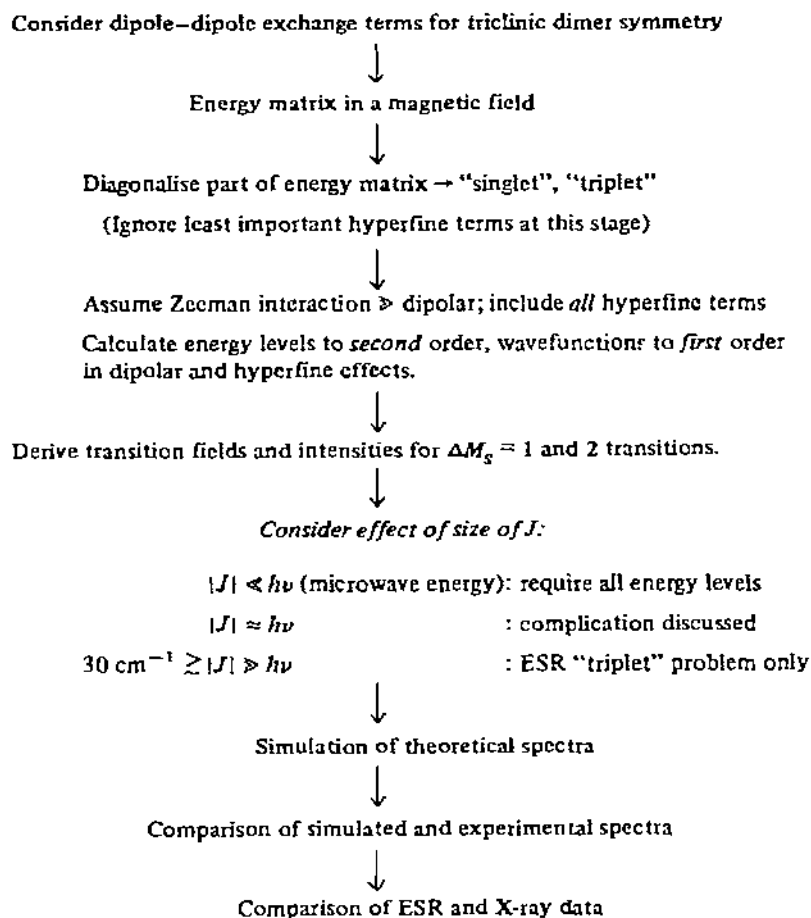 Consider dipole–dipole exchange terms for triclinic dimer symmetry
Energy matrix in a magnetic field
Diagonalise part of energy matrix → “singlet”, “triplet”
(Ignore least important hyperfine terms at this stage)
Assume Zeeman interaction ≫ dipolar; include all hyperfine terms
Calculate energy levels to second order, wavefunctions to first order
in dipolar and hyperfine effects.
Derive transition fields and intensities for ΔMs = 1 and 2 transitions.
Consider effect of size of J:
|J| ≪ hν (microwave energy): require all energy levels
|J| ≈ hν : complication discussed
30 cm⁻¹ ≳ |J| ≫ hν : ESR “triplet” problem only
Simulation of theoretical spectra
Comparison of simulated and experimental spectra
Comparison of ESR and X-ray data